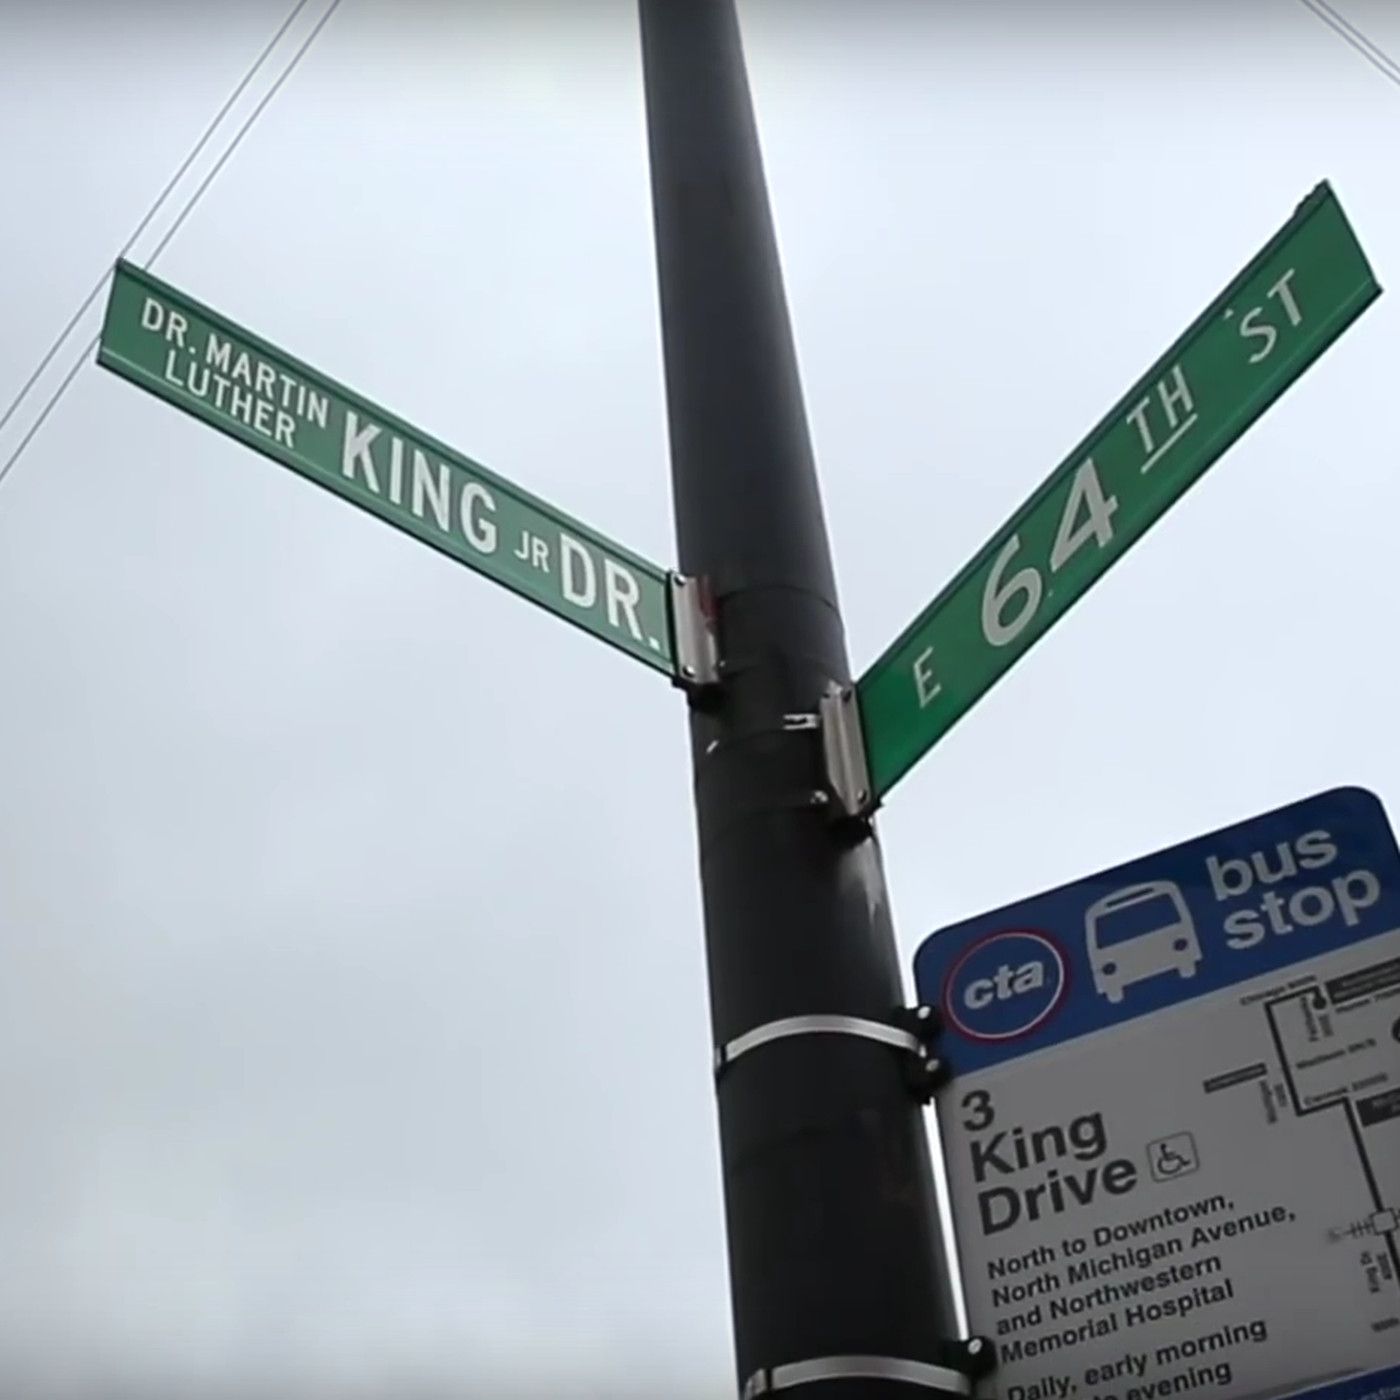 DR. MARTIN
LUTHER
KING JR DR.
E 64TH ST
bus
stop
cta
3
King
Drive
North to Downtown,
North Michigan Avenue,
and Northwestern
Memorial Hospital
Daily, early morning
evening